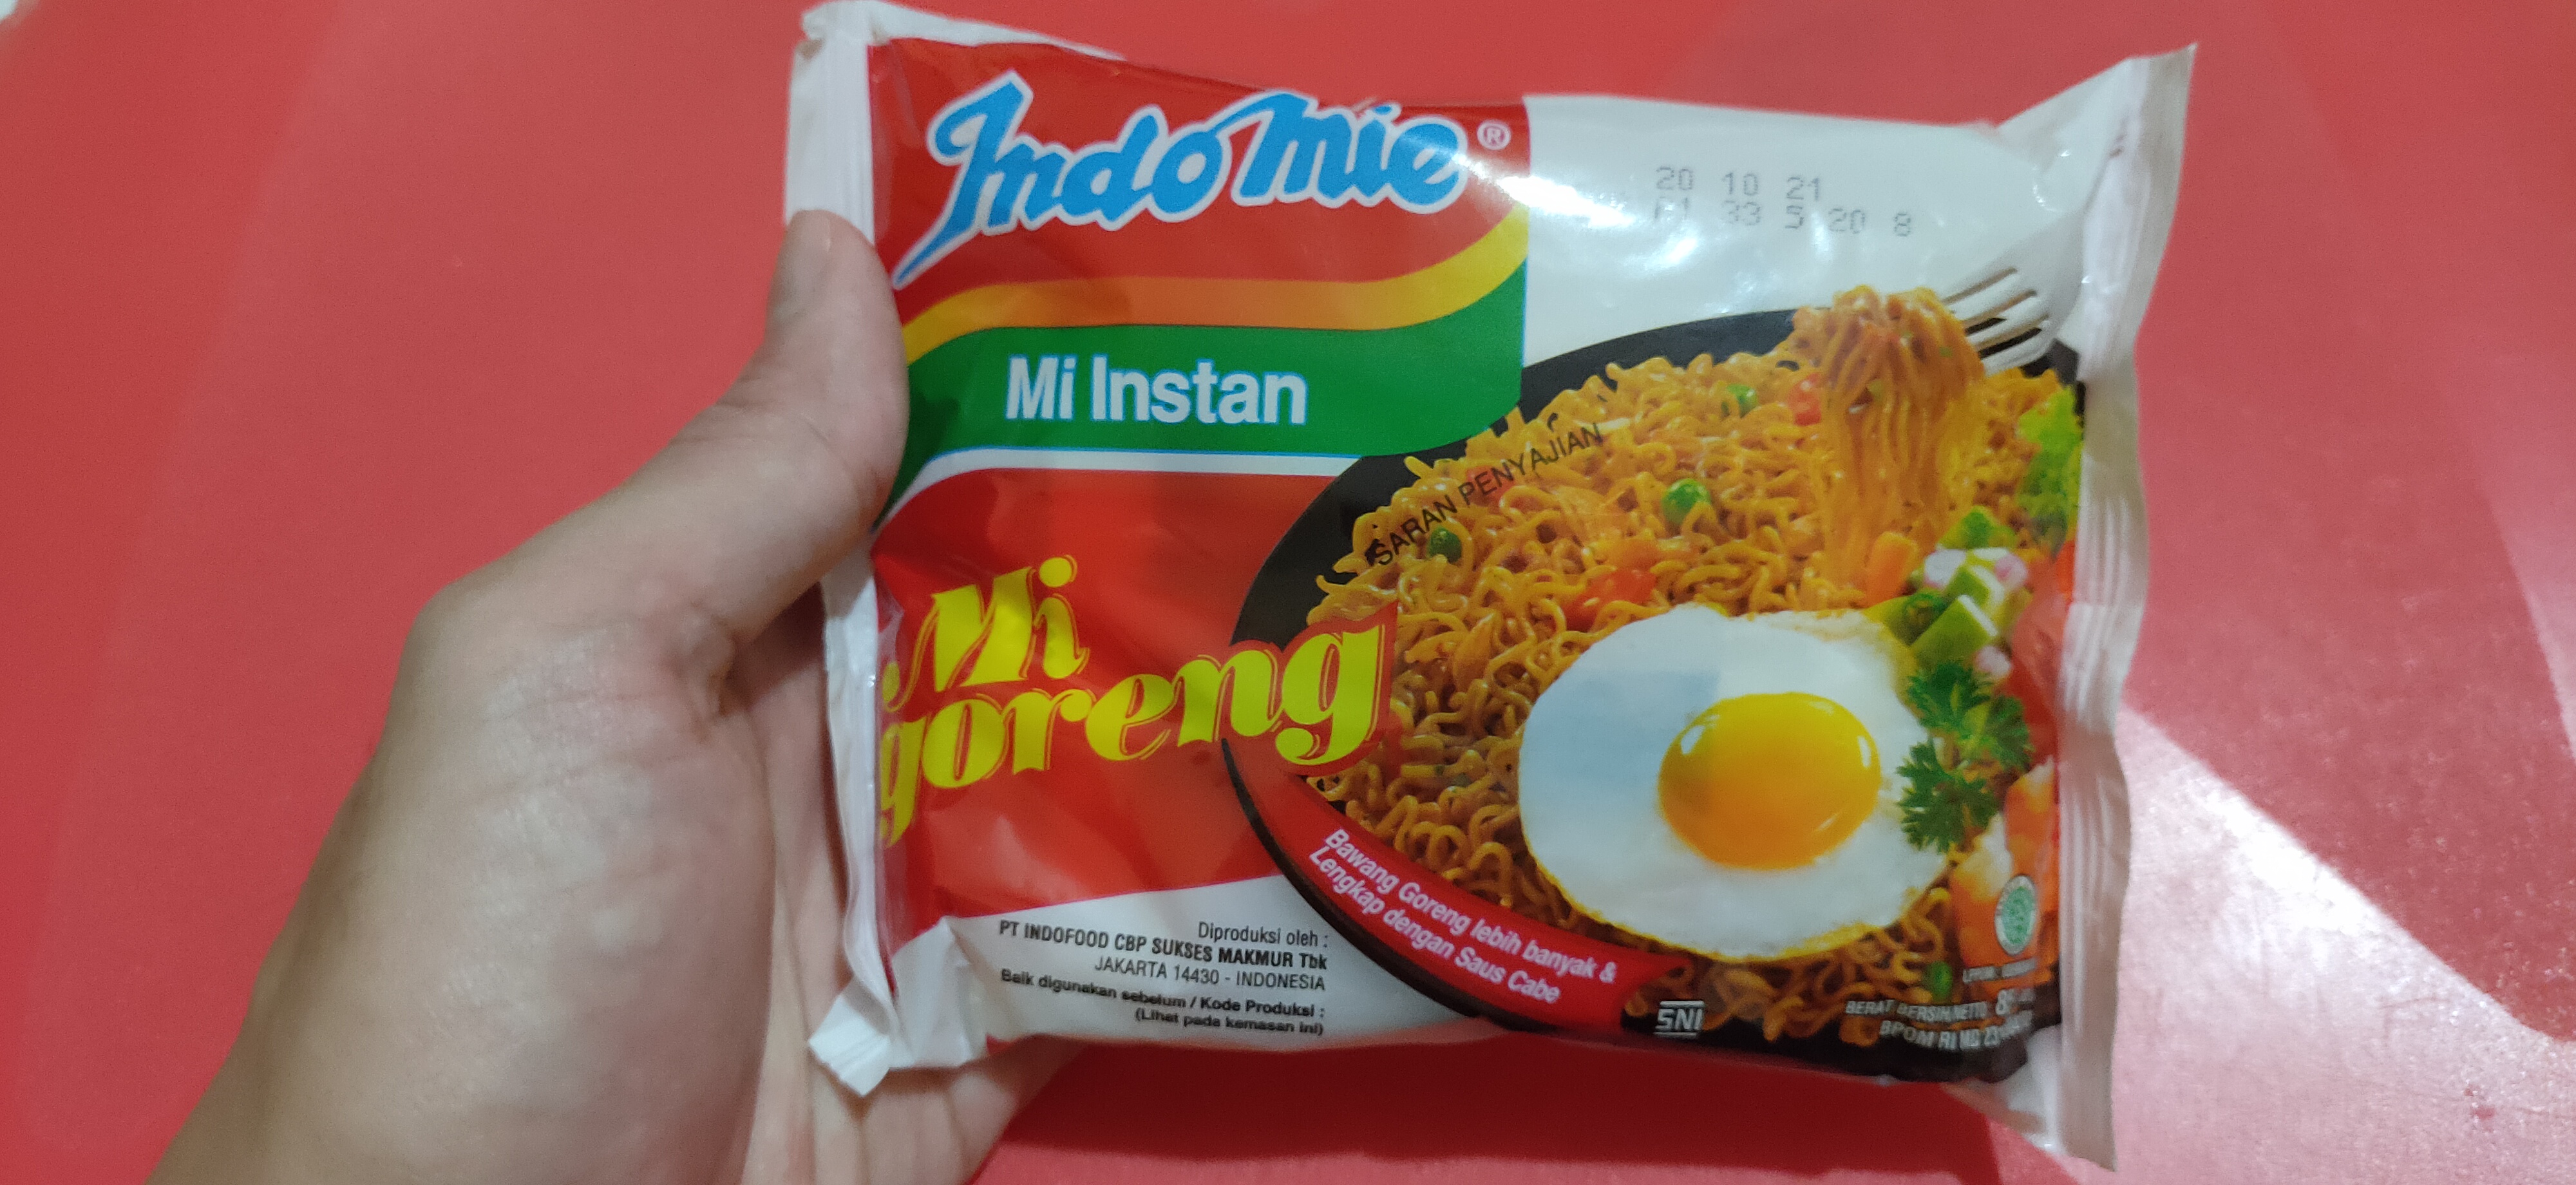 Indomie®
20 10 21
33 5 20 8
Mi Instan
SARAN PENYAJIAN
Mi
goreng
Bawang Goreng lebih banyak &
Lengkap dengan Saus Cabe
Diproduksi oleh :
PT INDOFOOD CBP SUKSES MAKMUR Tbk
JAKARTA 14430 - INDONESIA
Baik digunakan sebelum / Kode Produksi :
(Lihat pada kemasan ini)
SNI
BERAT BERSIH/NETTO
BPOM RI MD